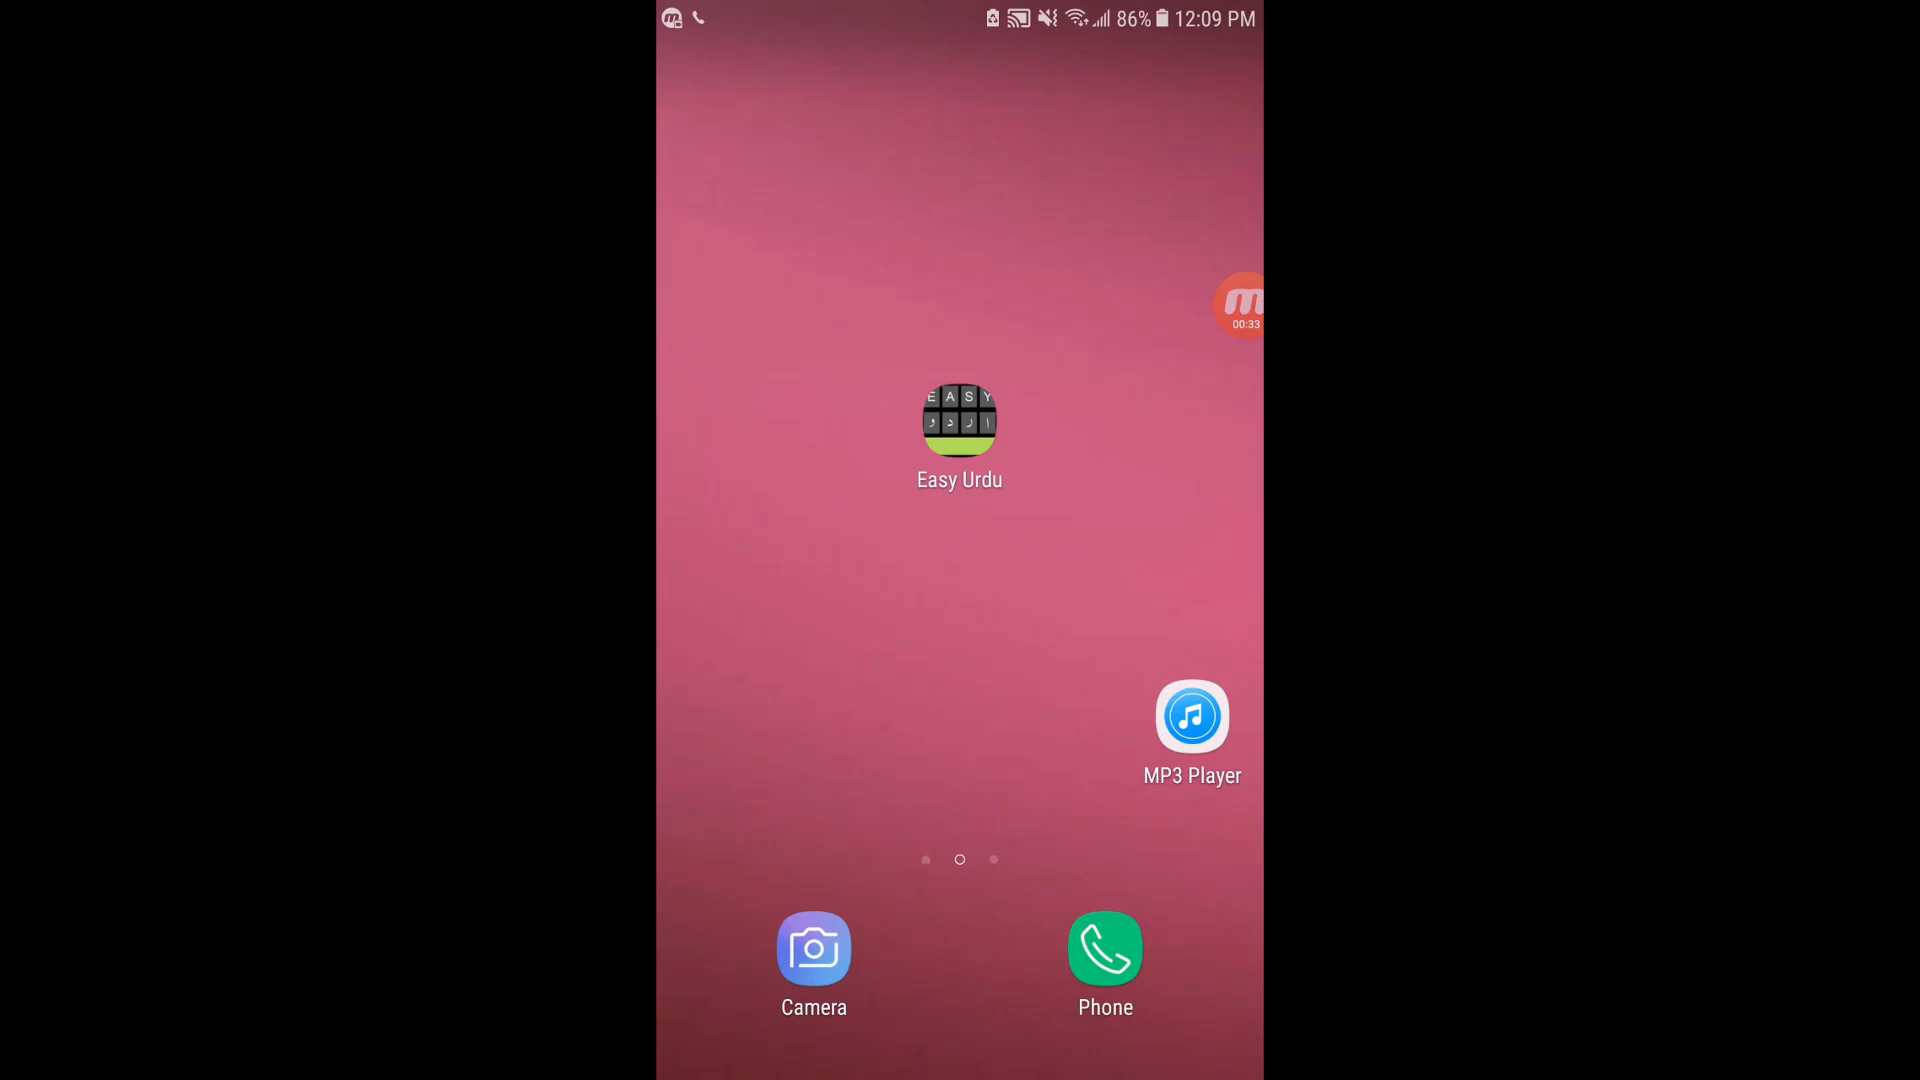 86% 12:09 PM
m
00:33
E A S Y
ا ر د و
Easy Urdu
MP3 Player
Camera
Phone